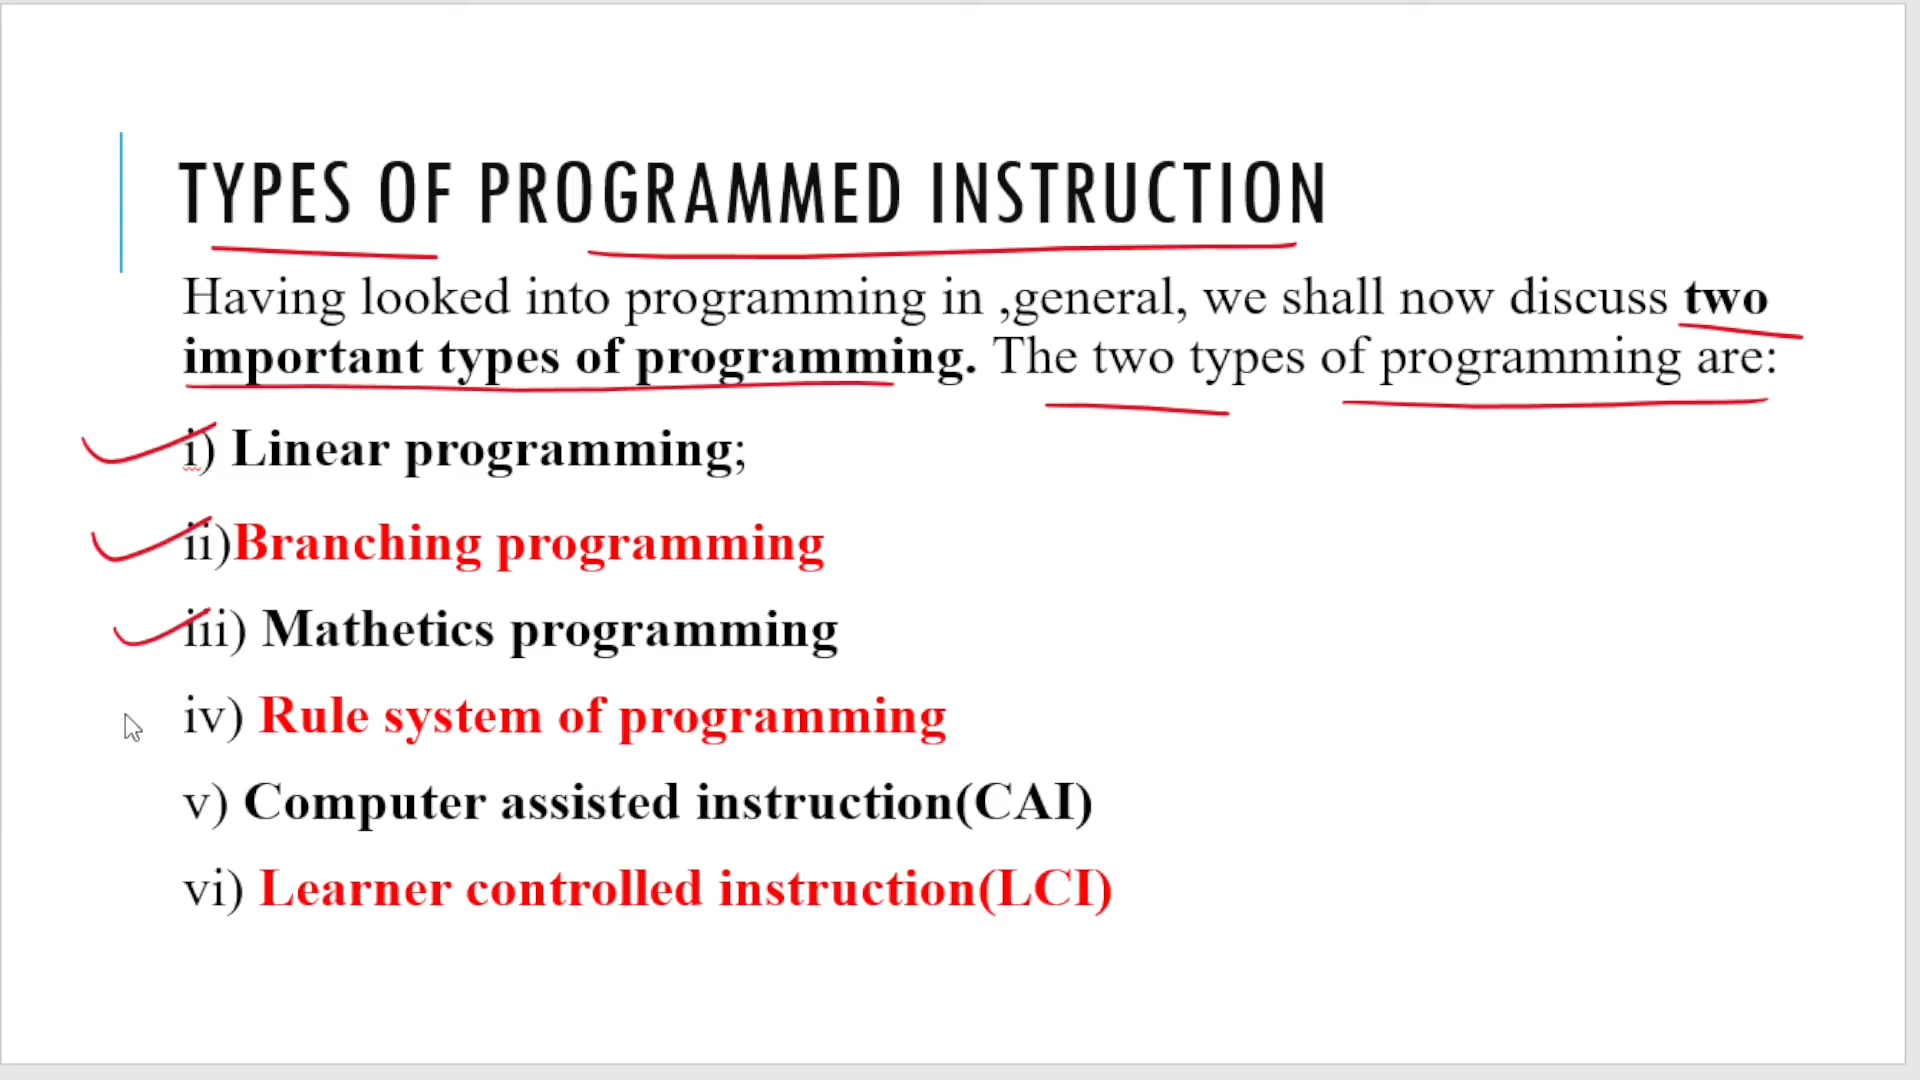 TYPES OF PROGRAMMED INSTRUCTION
Having looked into programming in ,general, we shall now discuss two
important types of programming. The two types of programming are:
i) Linear programming;
ii)Branching programming
iii) Mathetics programming
iv) Rule system of programming
v) Computer assisted instruction(CAI)
vi) Learner controlled instruction(LCI)